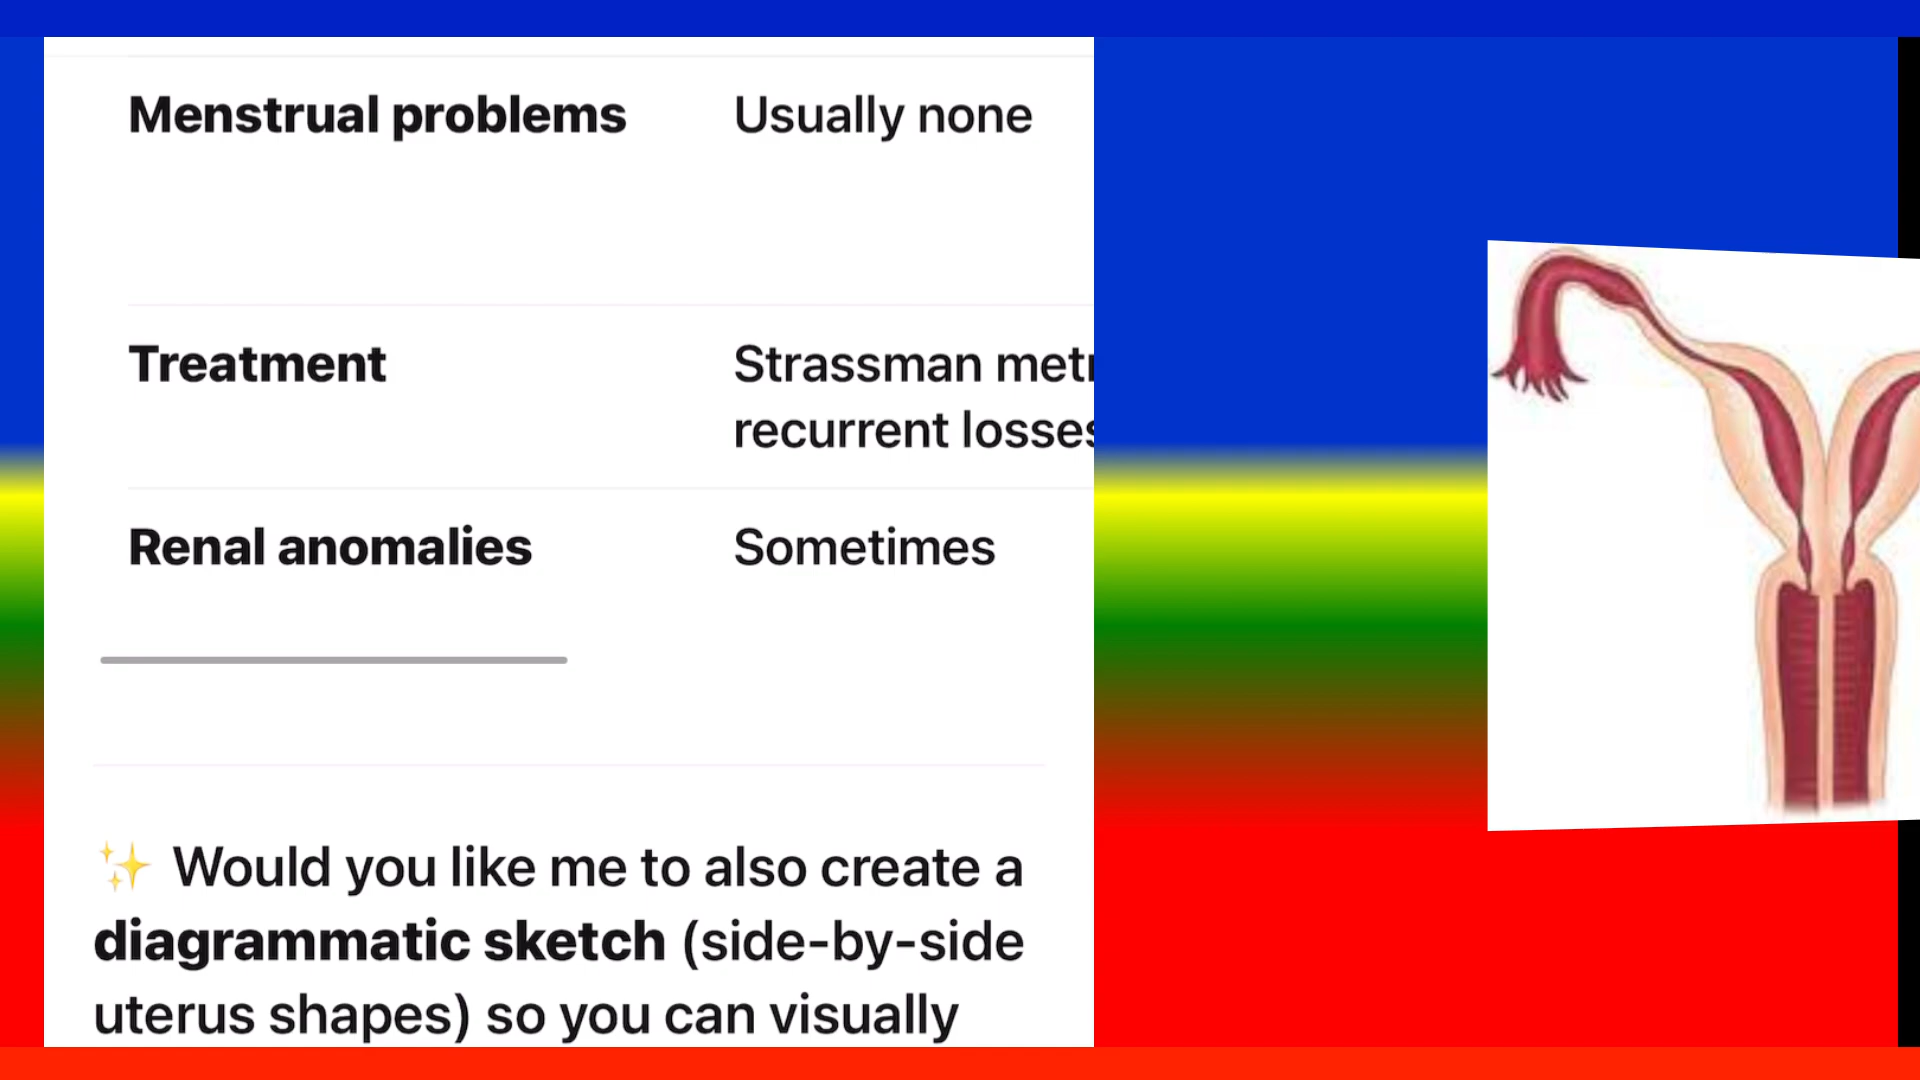 Menstrual problems Usually none
Treatment Strassman
recurrent losses
Renal anomalies Sometimes
✨ Would you like me to also create a
diagrammatic sketch (side-by-side
uterus shapes) so you can visually